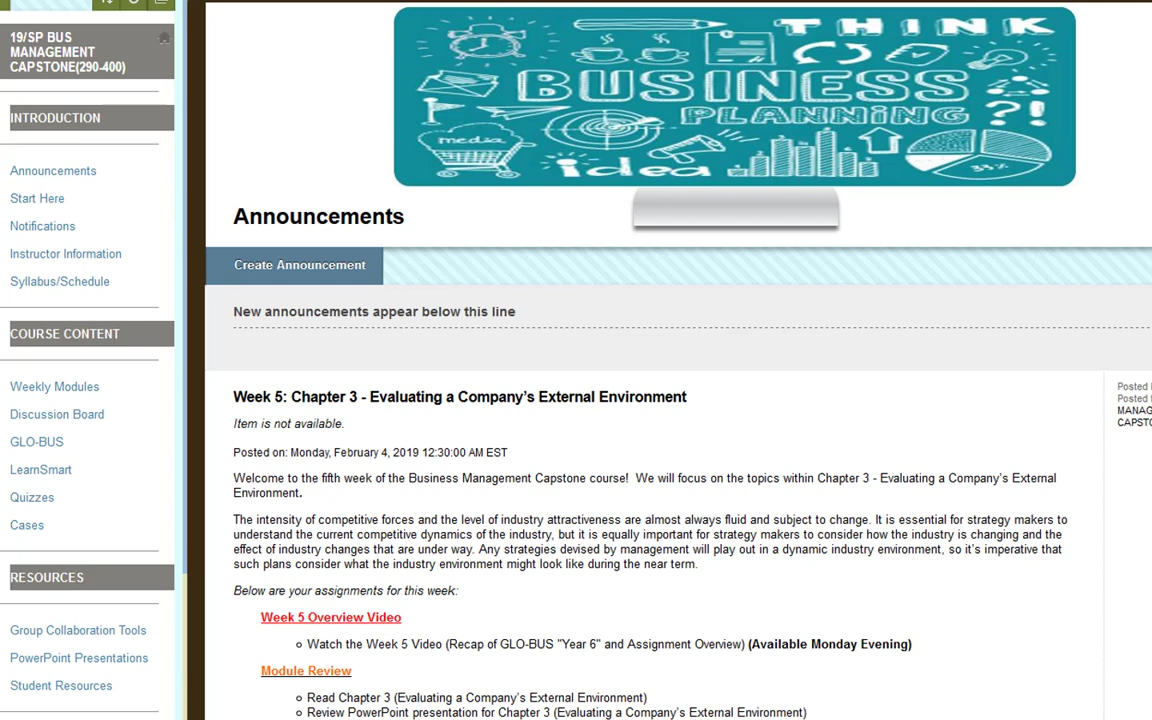 19/SP BUS
MANAGEMENT
CAPSTONE(290-400)
INTRODUCTION
Announcements
Start Here
Notifications
Instructor Information
Syllabus/Schedule
COURSE CONTENT
Weekly Modules
Discussion Board
GLO-BUS
LearnSmart
Quizzes
Cases
RESOURCES
Group Collaboration Tools
PowerPoint Presentations
Student Resources
THINK
BUSINESS
PLANNING
?!
media
idea
33%
Announcements
Create Announcement
New announcements appear below this line
Week 5: Chapter 3 - Evaluating a Company's External Environment
Item is not available.
Posted on: Monday, February 4, 2019 12:30:00 AM EST
Welcome to the fifth week of the Business Management Capstone course!  We will focus on the topics within Chapter 3 - Evaluating a Company's External
Environment.
The intensity of competitive forces and the level of industry attractiveness are almost always fluid and subject to change. It is essential for strategy makers to
understand the current competitive dynamics of the industry, but it is equally important for strategy makers to consider how the industry is changing and the
effect of industry changes that are under way. Any strategies devised by management will play out in a dynamic industry environment, so it's imperative that
such plans consider what the industry environment might look like during the near term.
Below are your assignments for this week:
Week 5 Overview Video
Watch the Week 5 Video (Recap of GLO-BUS "Year 6" and Assignment Overview) (Available Monday Evening)
Module Review
Read Chapter 3 (Evaluating a Company's External Environment)
Review PowerPoint presentation for Chapter 3 (Evaluating a Company's External Environment)
Posted
Posted
MANAG
CAPST